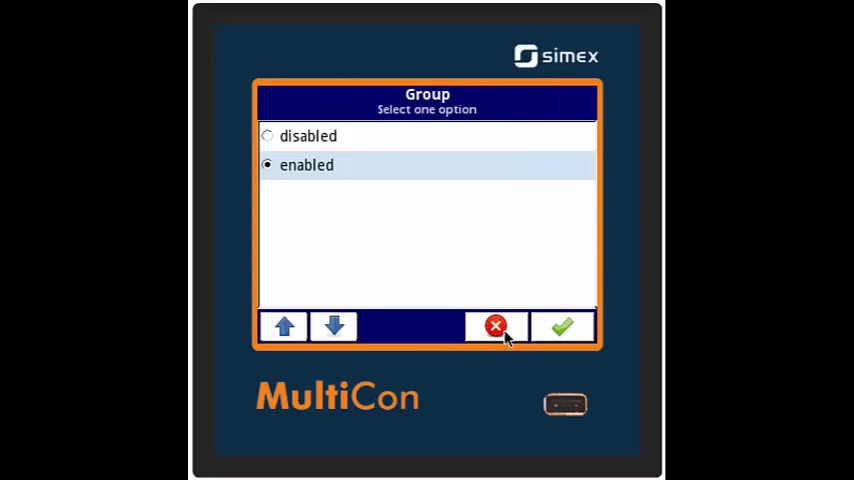 simex
Group
Select one option
disabled
enabled
MultiCon